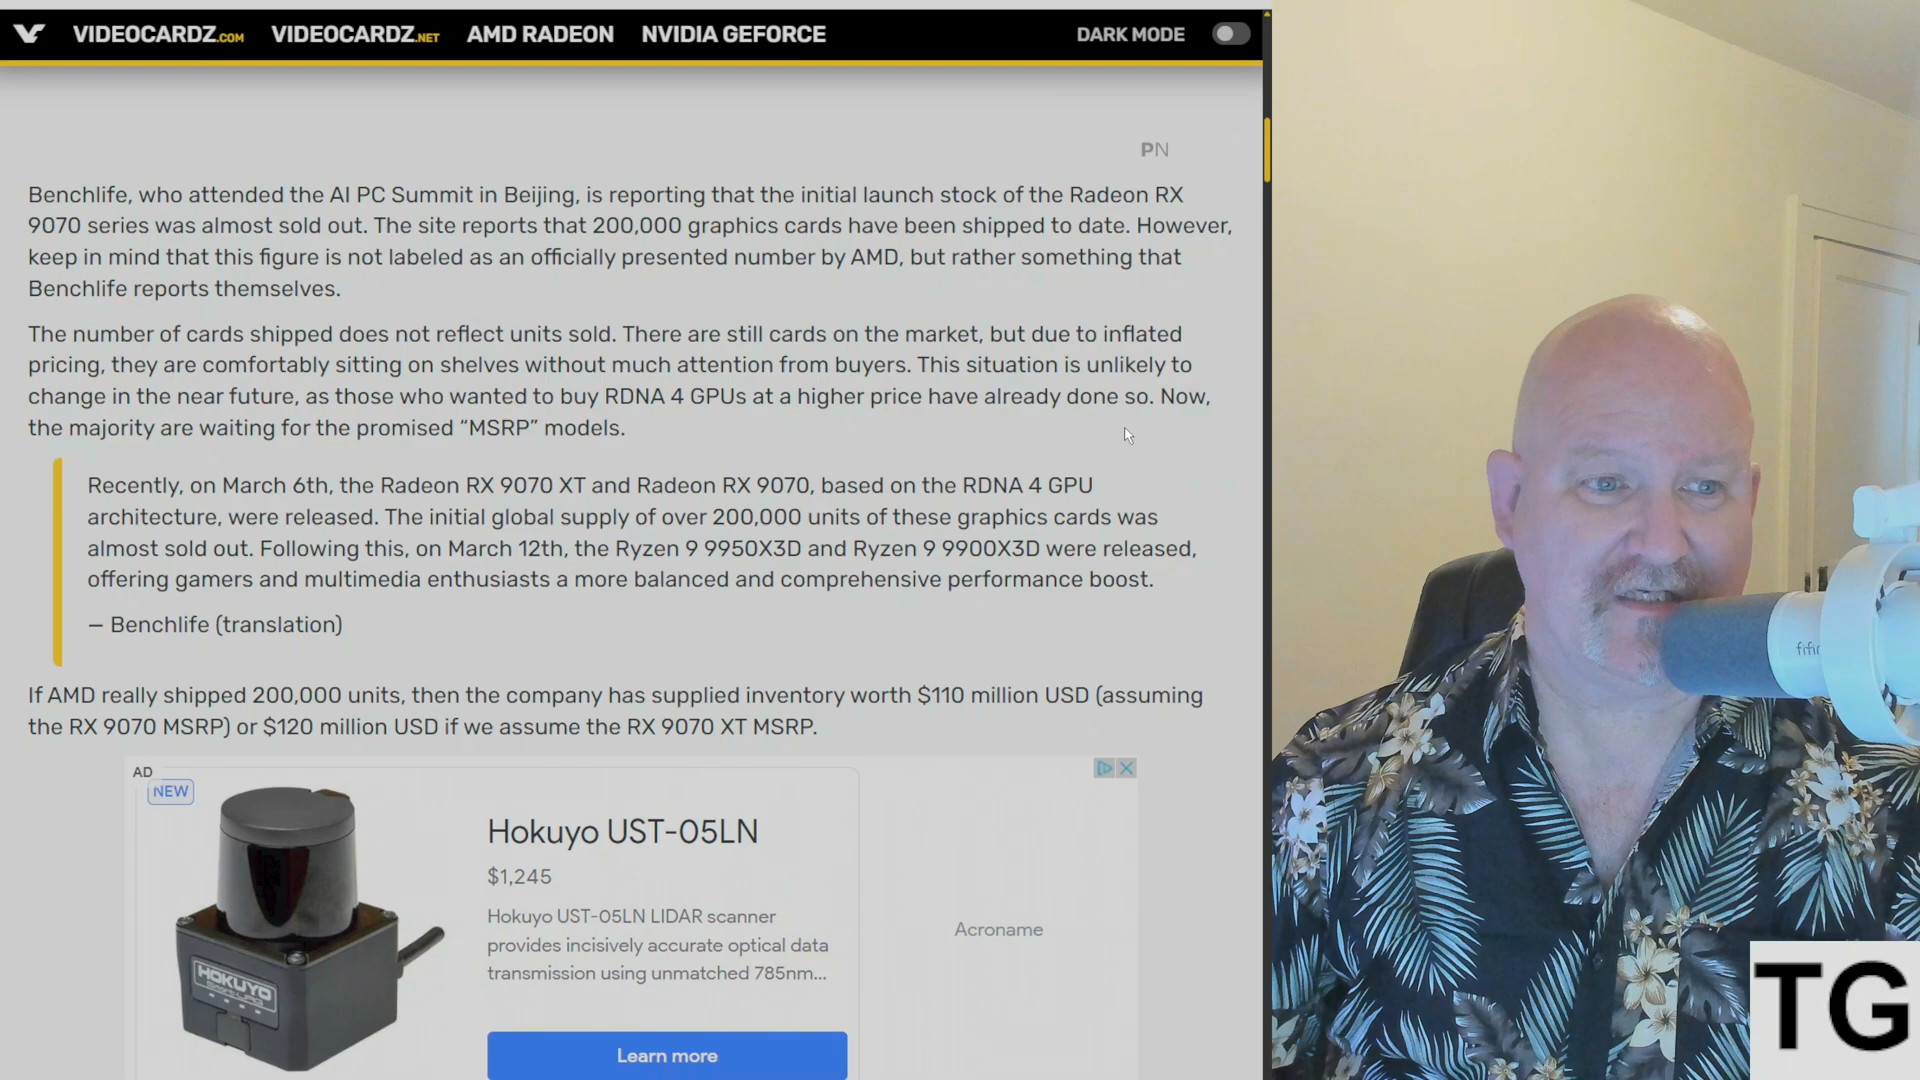 VIDEOCARDZ.COM VIDEOCARDZ.NET AMD RADEON NVIDIA GEFORCE DARK MODE
PN
Benchlife, who attended the AI PC Summit in Beijing, is reporting that the initial launch stock of the Radeon RX
9070 series was almost sold out. The site reports that 200,000 graphics cards have been shipped to date. However,
keep in mind that this figure is not labeled as an officially presented number by AMD, but rather something that
Benchlife reports themselves.
The number of cards shipped does not reflect units sold. There are still cards on the market, but due to inflated
pricing, they are comfortably sitting on shelves without much attention from buyers. This situation is unlikely to
change in the near future, as those who wanted to buy RDNA 4 GPUs at a higher price have already done so. Now,
the majority are waiting for the promised “MSRP” models.
Recently, on March 6th, the Radeon RX 9070 XT and Radeon RX 9070, based on the RDNA 4 GPU
architecture, were released. The initial global supply of over 200,000 units of these graphics cards was
almost sold out. Following this, on March 12th, the Ryzen 9 9950X3D and Ryzen 9 9900X3D were released,
offering gamers and multimedia enthusiasts a more balanced and comprehensive performance boost.
— Benchlife (translation)
If AMD really shipped 200,000 units, then the company has supplied inventory worth $110 million USD (assuming
the RX 9070 MSRP) or $120 million USD if we assume the RX 9070 XT MSRP.
AD
NEW
Hokuyo UST-05LN
$1,245
Hokuyo UST-05LN LIDAR scanner
provides incisively accurate optical data
transmission using unmatched 785nm...
Learn more
Acroname
HOKUYO
fifi
TG